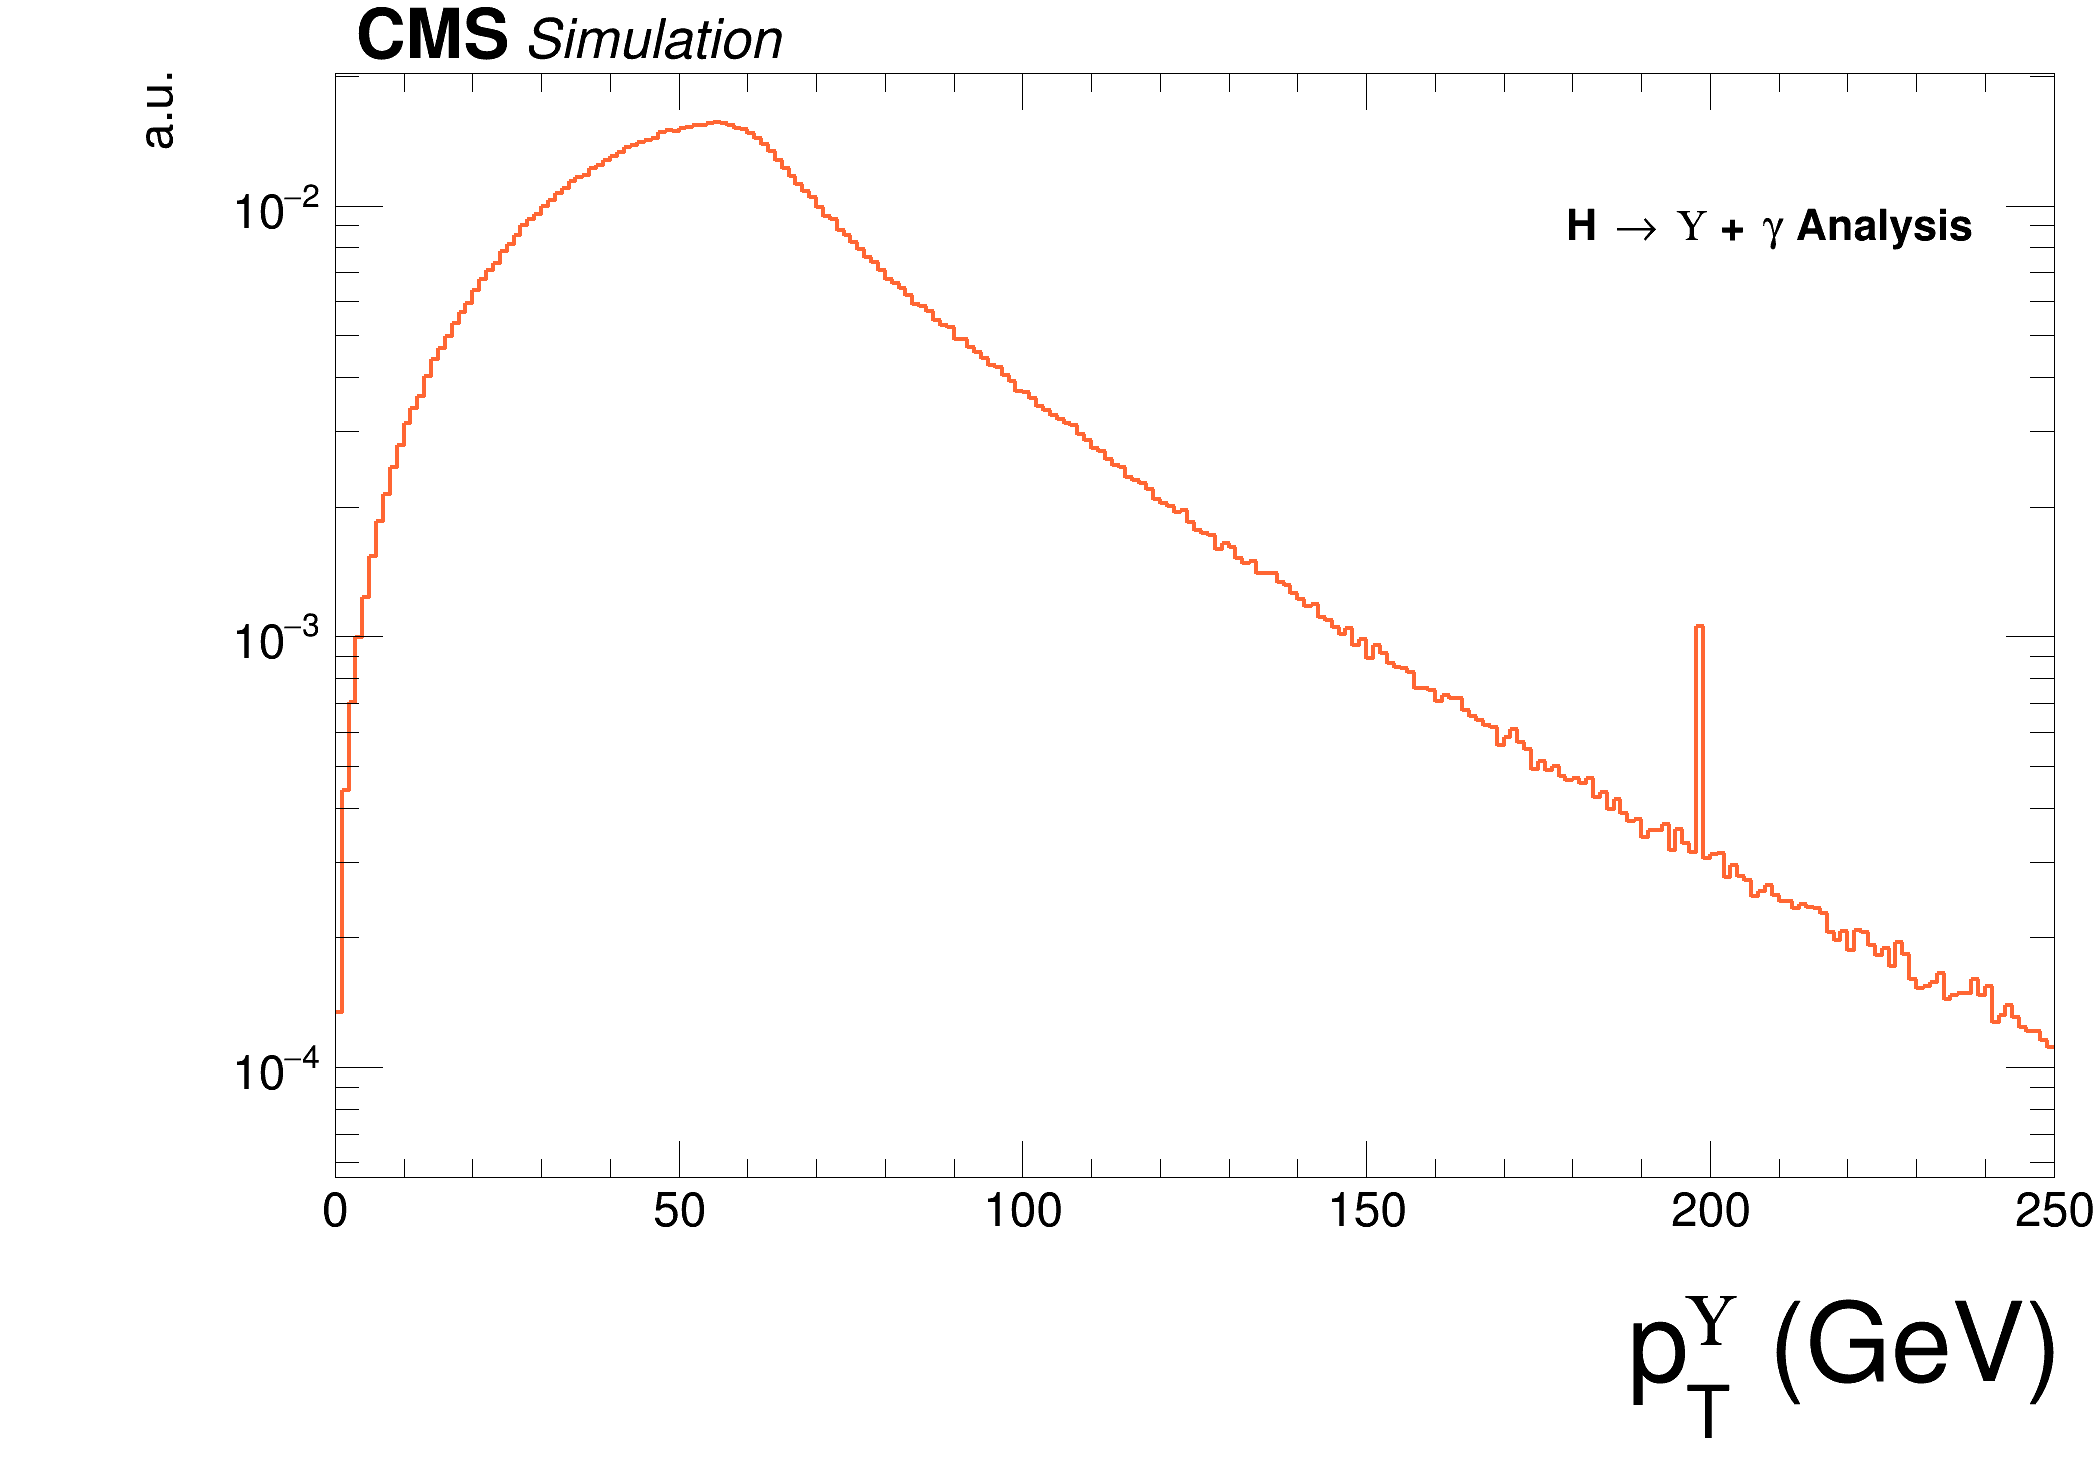 CMS Simulation
a.u.
10⁻²
H → Υ + γ Analysis
10⁻³
10⁻⁴
0 50 100 150 200 250
p_T^Υ (GeV)